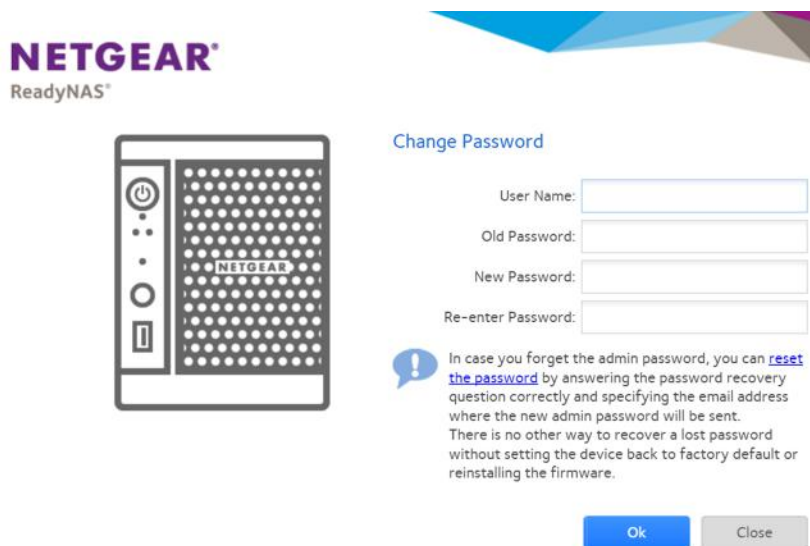 NETGEAR®
ReadyNAS®
NETGEAR
Change Password
User Name:
Old Password:
New Password:
Re-enter Password:
In case you forget the admin password, you can reset
the password by answering the password recovery
question correctly and specifying the email address
where the new admin password will be sent.
There is no other way to recover a lost password
without setting the device back to factory default or
reinstalling the firmware.
Ok Close